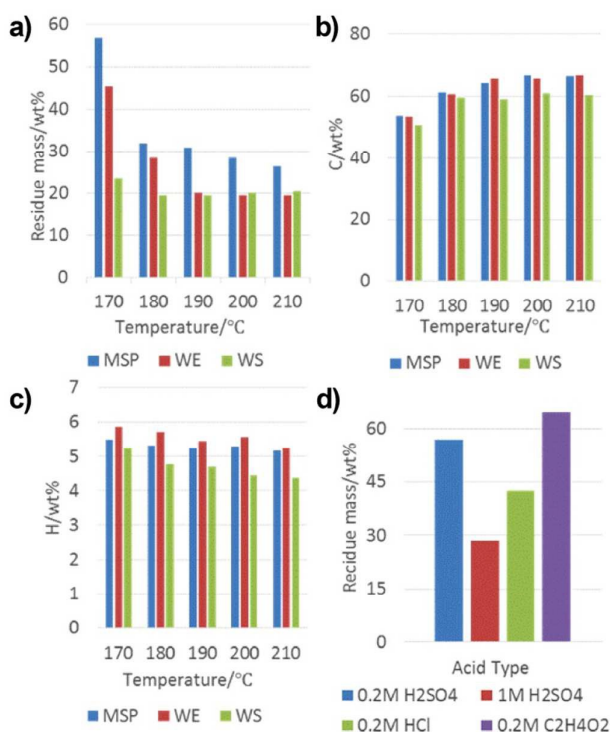 a)
Residue mass/wt%
60
50
40
30
20
10
0
170 180 190 200 210
Temperature/°C
MSP WE WS
b)
C/wt%
80
60
40
20
0
170 180 190 200 210
Temperature/°C
MSP WE WS
c)
H/wt%
7
6
5
4
3
2
1
0
170 180 190 200 210
Temperature/°C
MSP WE WS
d)
Recidue mass/wt%
60
45
30
15
0
Acid Type
0.2M H2SO4 1M H2SO4
0.2M HCl 0.2M C2H4O2